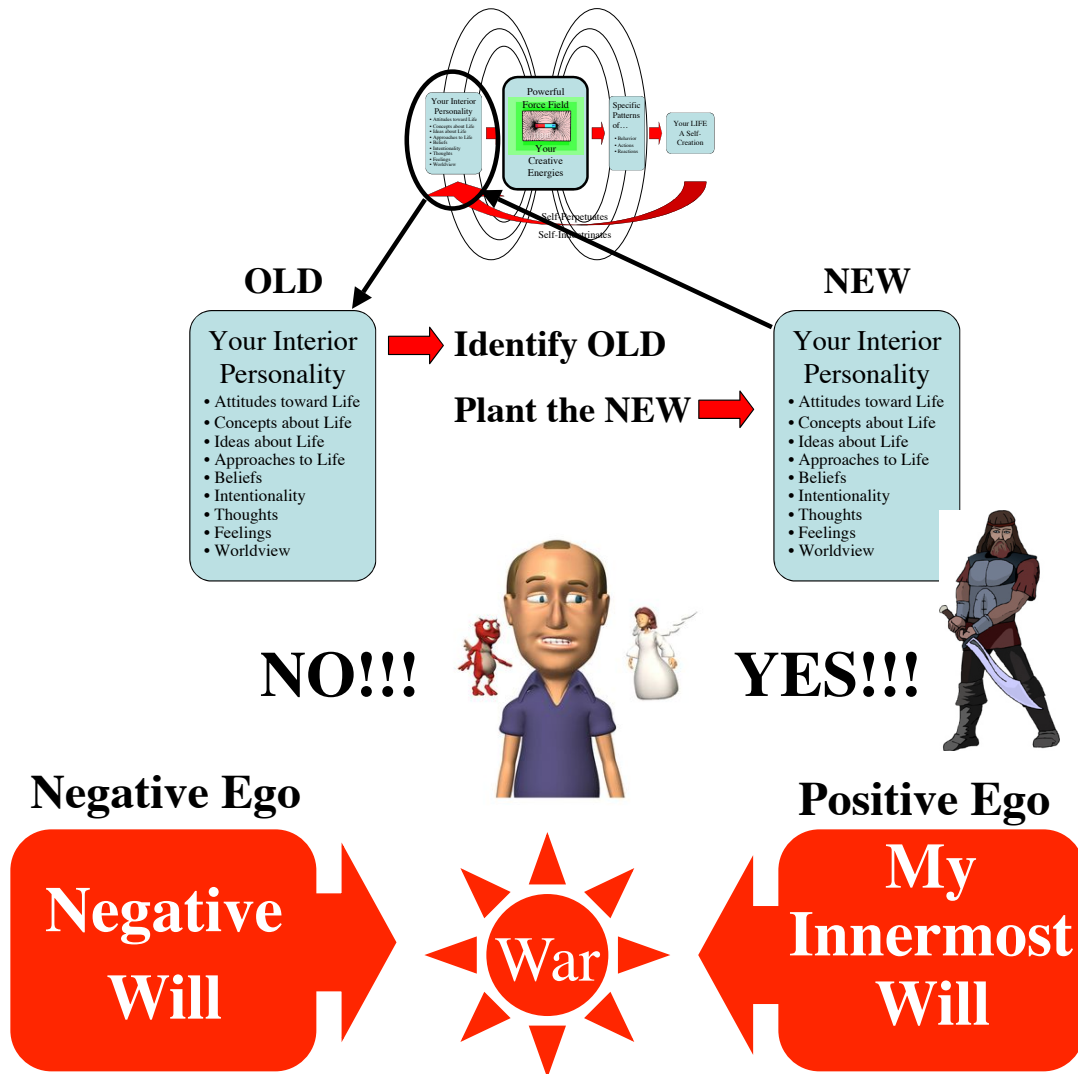 Your Interior
Personality
• Attitudes toward Life
• Concepts about Life
• Ideas about Life
• Approaches to Life
• Beliefs
• Intentionality
• Thoughts
• Feelings
• Worldview
Powerful
Force Field
Your
Creative
Energies
Specific
Patterns
of…
• Behavior
• Actions
• Reactions
Your LIFE
A Self-
Creation
Self-Perpetuates
Self-Indoctrinates
OLD
NEW
Your Interior
Personality
• Attitudes toward Life
• Concepts about Life
• Ideas about Life
• Approaches to Life
• Beliefs
• Intentionality
• Thoughts
• Feelings
• Worldview
Identify OLD
Plant the NEW
Your Interior
Personality
• Attitudes toward Life
• Concepts about Life
• Ideas about Life
• Approaches to Life
• Beliefs
• Intentionality
• Thoughts
• Feelings
• Worldview
NO!!!
YES!!!
Negative Ego
Positive Ego
Negative
Will
War
My
Innermost
Will